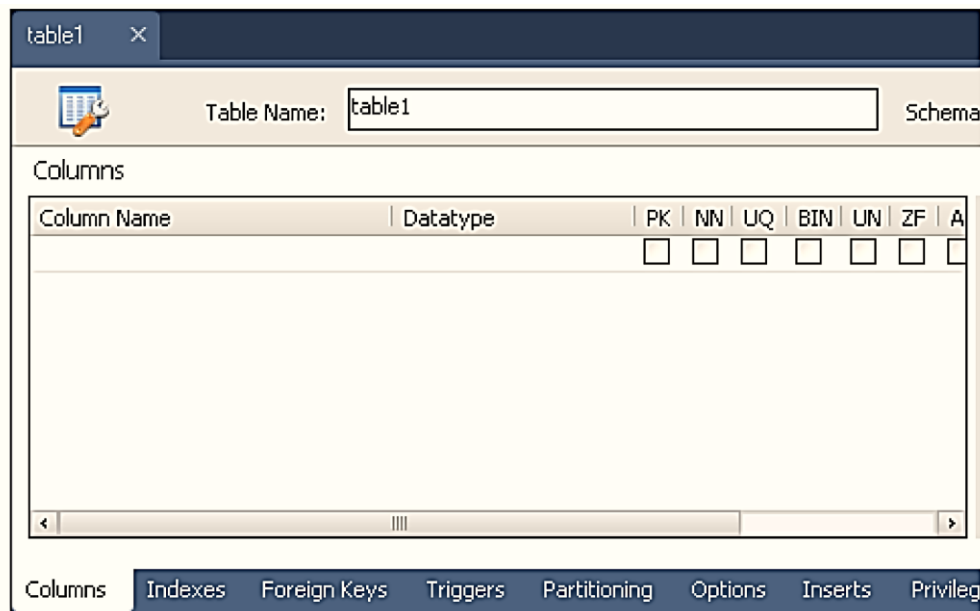 table1
Table Name: table1 Schema
Columns
Column Name Datatype PK NN UQ BIN UN ZF A
Columns Indexes Foreign Keys Triggers Partitioning Options Inserts Privileg